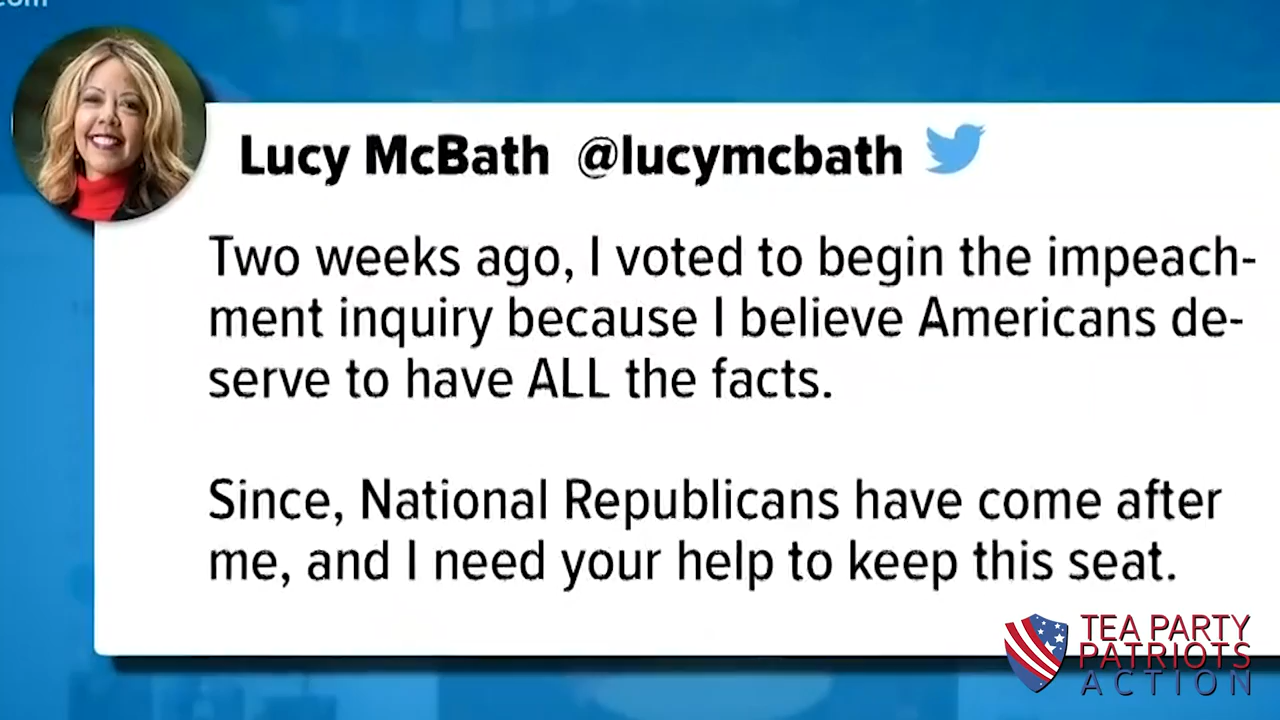 Lucy McBath @lucymcbath
Two weeks ago, I voted to begin the impeach-
ment inquiry because I believe Americans de-
serve to have ALL the facts.
Since, National Republicans have come after
me, and I need your help to keep this seat.
TEA PARTY
PATRIOTS
ACTION